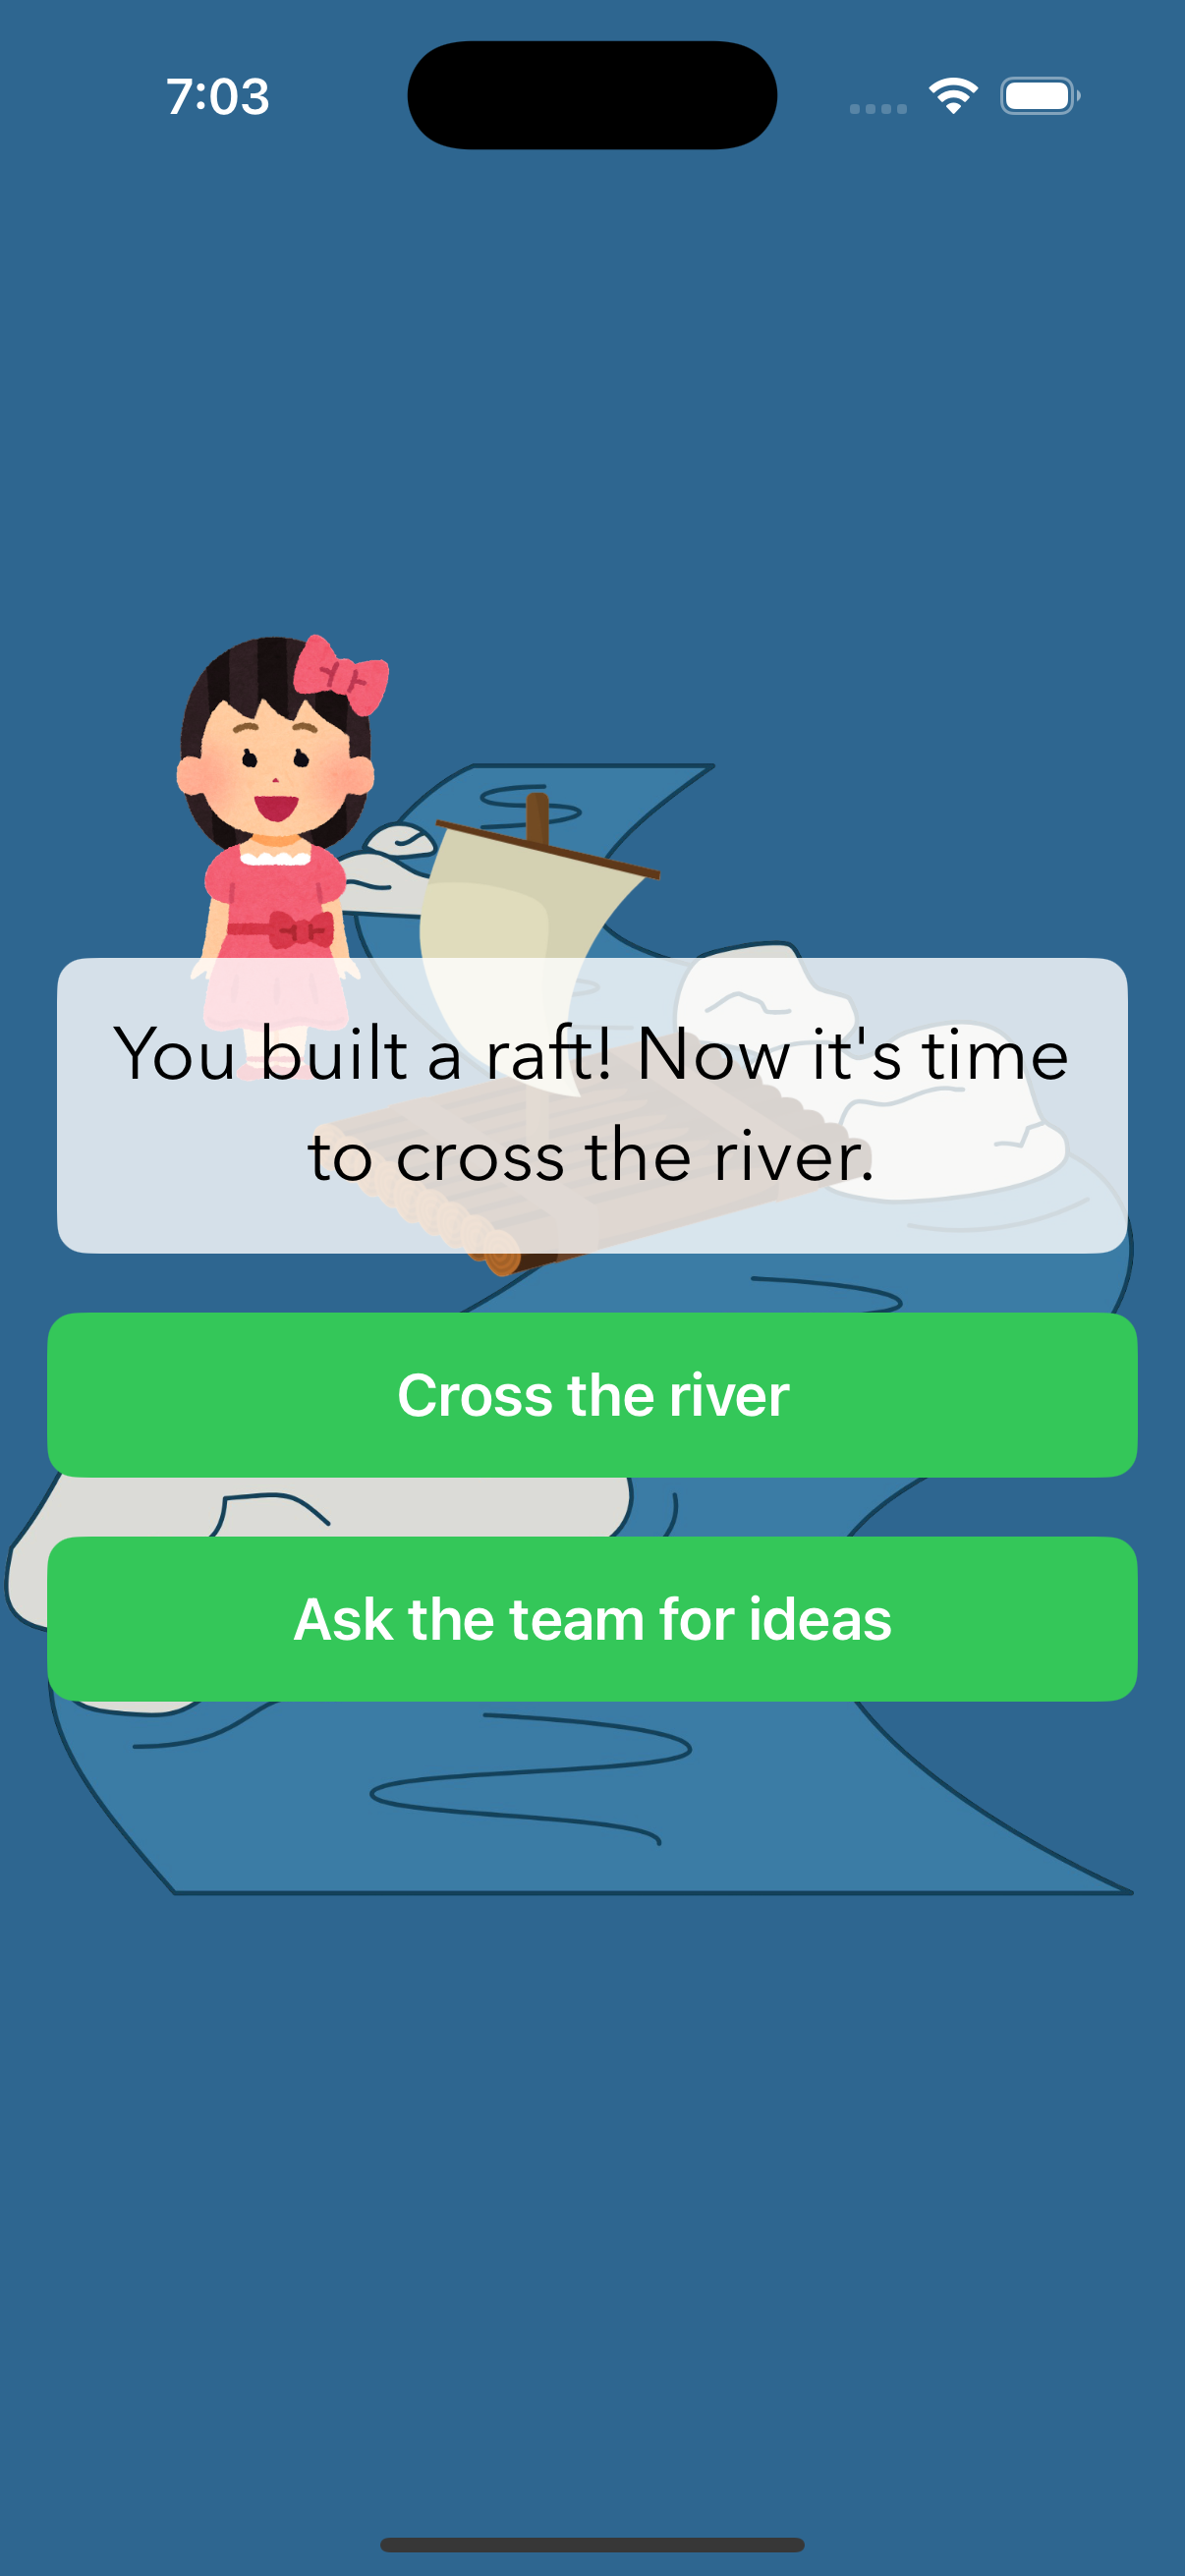 7:03
You built a raft! Now it's time
to cross the river.
Cross the river
Ask the team for ideas